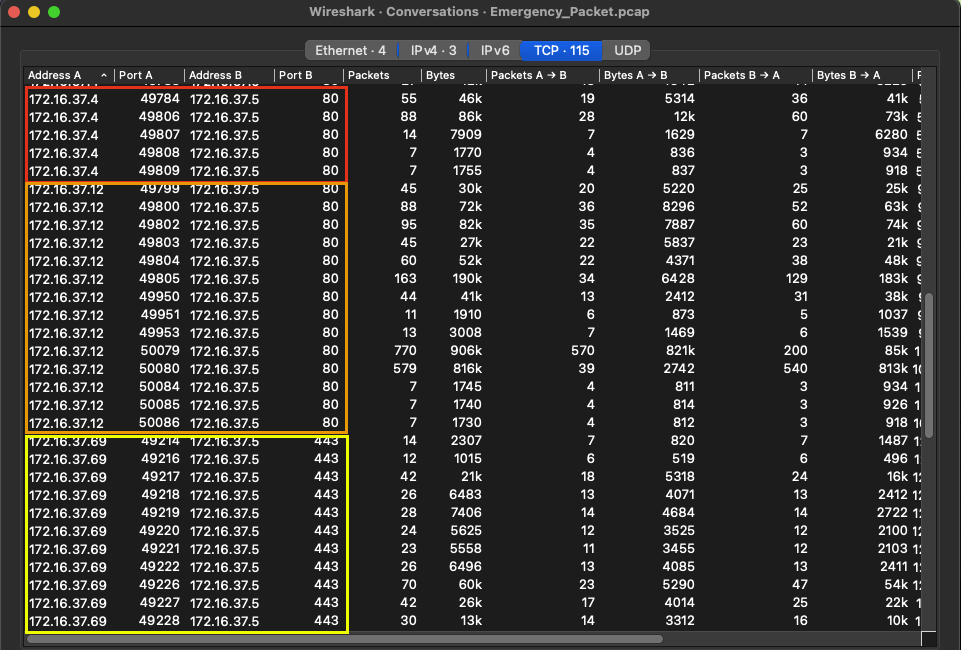 Wireshark · Conversations · Emergency_Packet.pcap
Ethernet · 4 IPv4 · 3 IPv6 TCP · 115 UDP
Address A Port A Address B Port B Packets Bytes Packets A → B Bytes A → B Packets B → A Bytes B → A
172.16.37.4 49784 172.16.37.5 80 55 46k 19 5314 36 41k
172.16.37.4 49806 172.16.37.5 80 88 86k 28 12k 60 73k
172.16.37.4 49807 172.16.37.5 80 14 7909 7 1629 7 6280
172.16.37.4 49808 172.16.37.5 80 7 1770 4 836 3 934
172.16.37.4 49809 172.16.37.5 80 7 1755 4 837 3 918
172.16.37.12 49799 172.16.37.5 80 45 30k 20 5220 25 25k
172.16.37.12 49800 172.16.37.5 80 88 72k 36 8296 52 63k
172.16.37.12 49802 172.16.37.5 80 95 82k 35 7887 60 74k
172.16.37.12 49803 172.16.37.5 80 45 27k 22 5837 23 21k
172.16.37.12 49804 172.16.37.5 80 60 52k 22 4371 38 48k
172.16.37.12 49805 172.16.37.5 80 163 190k 34 6428 129 183k
172.16.37.12 49950 172.16.37.5 80 44 41k 13 2412 31 38k
172.16.37.12 49951 172.16.37.5 80 11 1910 6 873 5 1037
172.16.37.12 49953 172.16.37.5 80 13 3008 7 1469 6 1539
172.16.37.12 50079 172.16.37.5 80 770 906k 570 821k 200 85k
172.16.37.12 50080 172.16.37.5 80 579 816k 39 2742 540 813k
172.16.37.12 50084 172.16.37.5 80 7 1745 4 811 3 934
172.16.37.12 50085 172.16.37.5 80 7 1740 4 814 3 926
172.16.37.12 50086 172.16.37.5 80 7 1730 4 812 3 918
172.16.37.69 49214 172.16.37.5 443 14 2307 7 820 7 1487
172.16.37.69 49216 172.16.37.5 443 12 1015 6 519 6 496
172.16.37.69 49217 172.16.37.5 443 42 21k 18 5318 24 16k
172.16.37.69 49218 172.16.37.5 443 26 6483 13 4071 13 2412
172.16.37.69 49219 172.16.37.5 443 28 7406 14 4684 14 2722
172.16.37.69 49220 172.16.37.5 443 24 5625 12 3525 12 2100
172.16.37.69 49221 172.16.37.5 443 23 5558 11 3455 12 2103
172.16.37.69 49222 172.16.37.5 443 26 6496 13 4085 13 2411
172.16.37.69 49226 172.16.37.5 443 70 60k 23 5290 47 54k
172.16.37.69 49227 172.16.37.5 443 42 26k 17 4014 25 22k
172.16.37.69 49228 172.16.37.5 443 30 13k 14 3312 16 10k